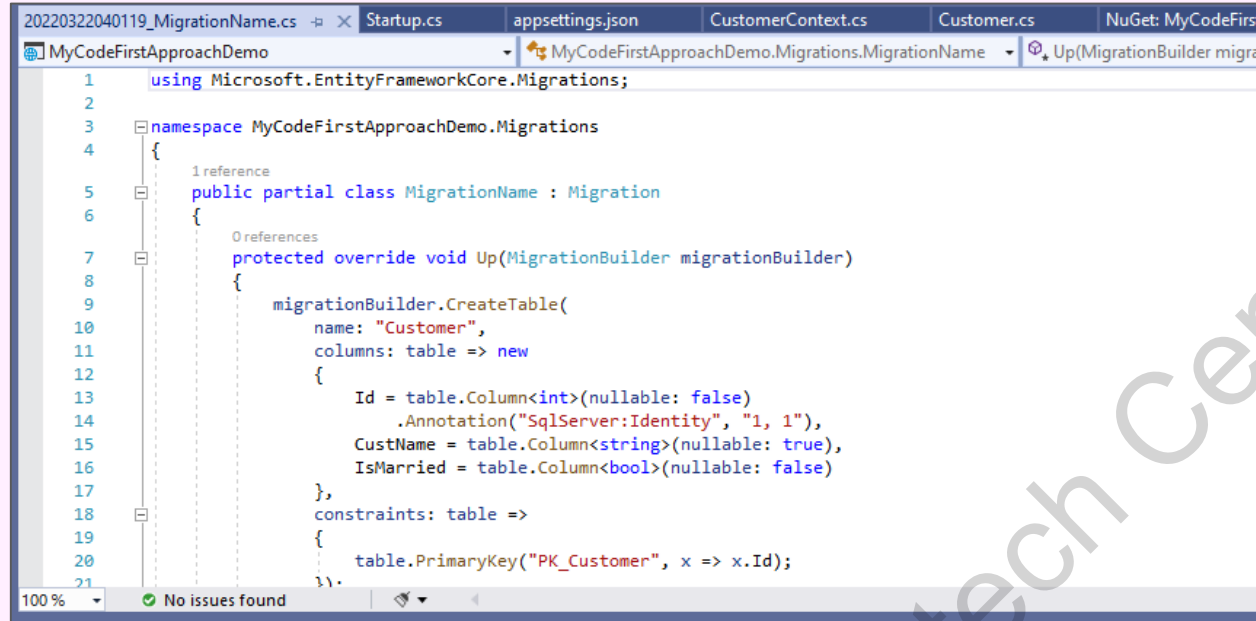 20220322040119_MigrationName.cs Startup.cs appsettings.json CustomerContext.cs Customer.cs NuGet: MyCodeFirs
MyCodeFirstApproachDemo MyCodeFirstApproachDemo.Migrations.MigrationName Up(MigrationBuilder migra
1 using Microsoft.EntityFrameworkCore.Migrations;
2
3 namespace MyCodeFirstApproachDemo.Migrations
4 {
1 reference
5 public partial class MigrationName : Migration
6 {
0 references
7 protected override void Up(MigrationBuilder migrationBuilder)
8 {
9 migrationBuilder.CreateTable(
10 name: "Customer",
11 columns: table => new
12 {
13 Id = table.Column<int>(nullable: false)
14 .Annotation("SqlServer:Identity", "1, 1"),
15 CustName = table.Column<string>(nullable: true),
16 IsMarried = table.Column<bool>(nullable: false)
17 },
18 constraints: table =>
19 {
20 table.PrimaryKey("PK_Customer", x => x.Id);
21 });
100 % No issues found
tech Cer